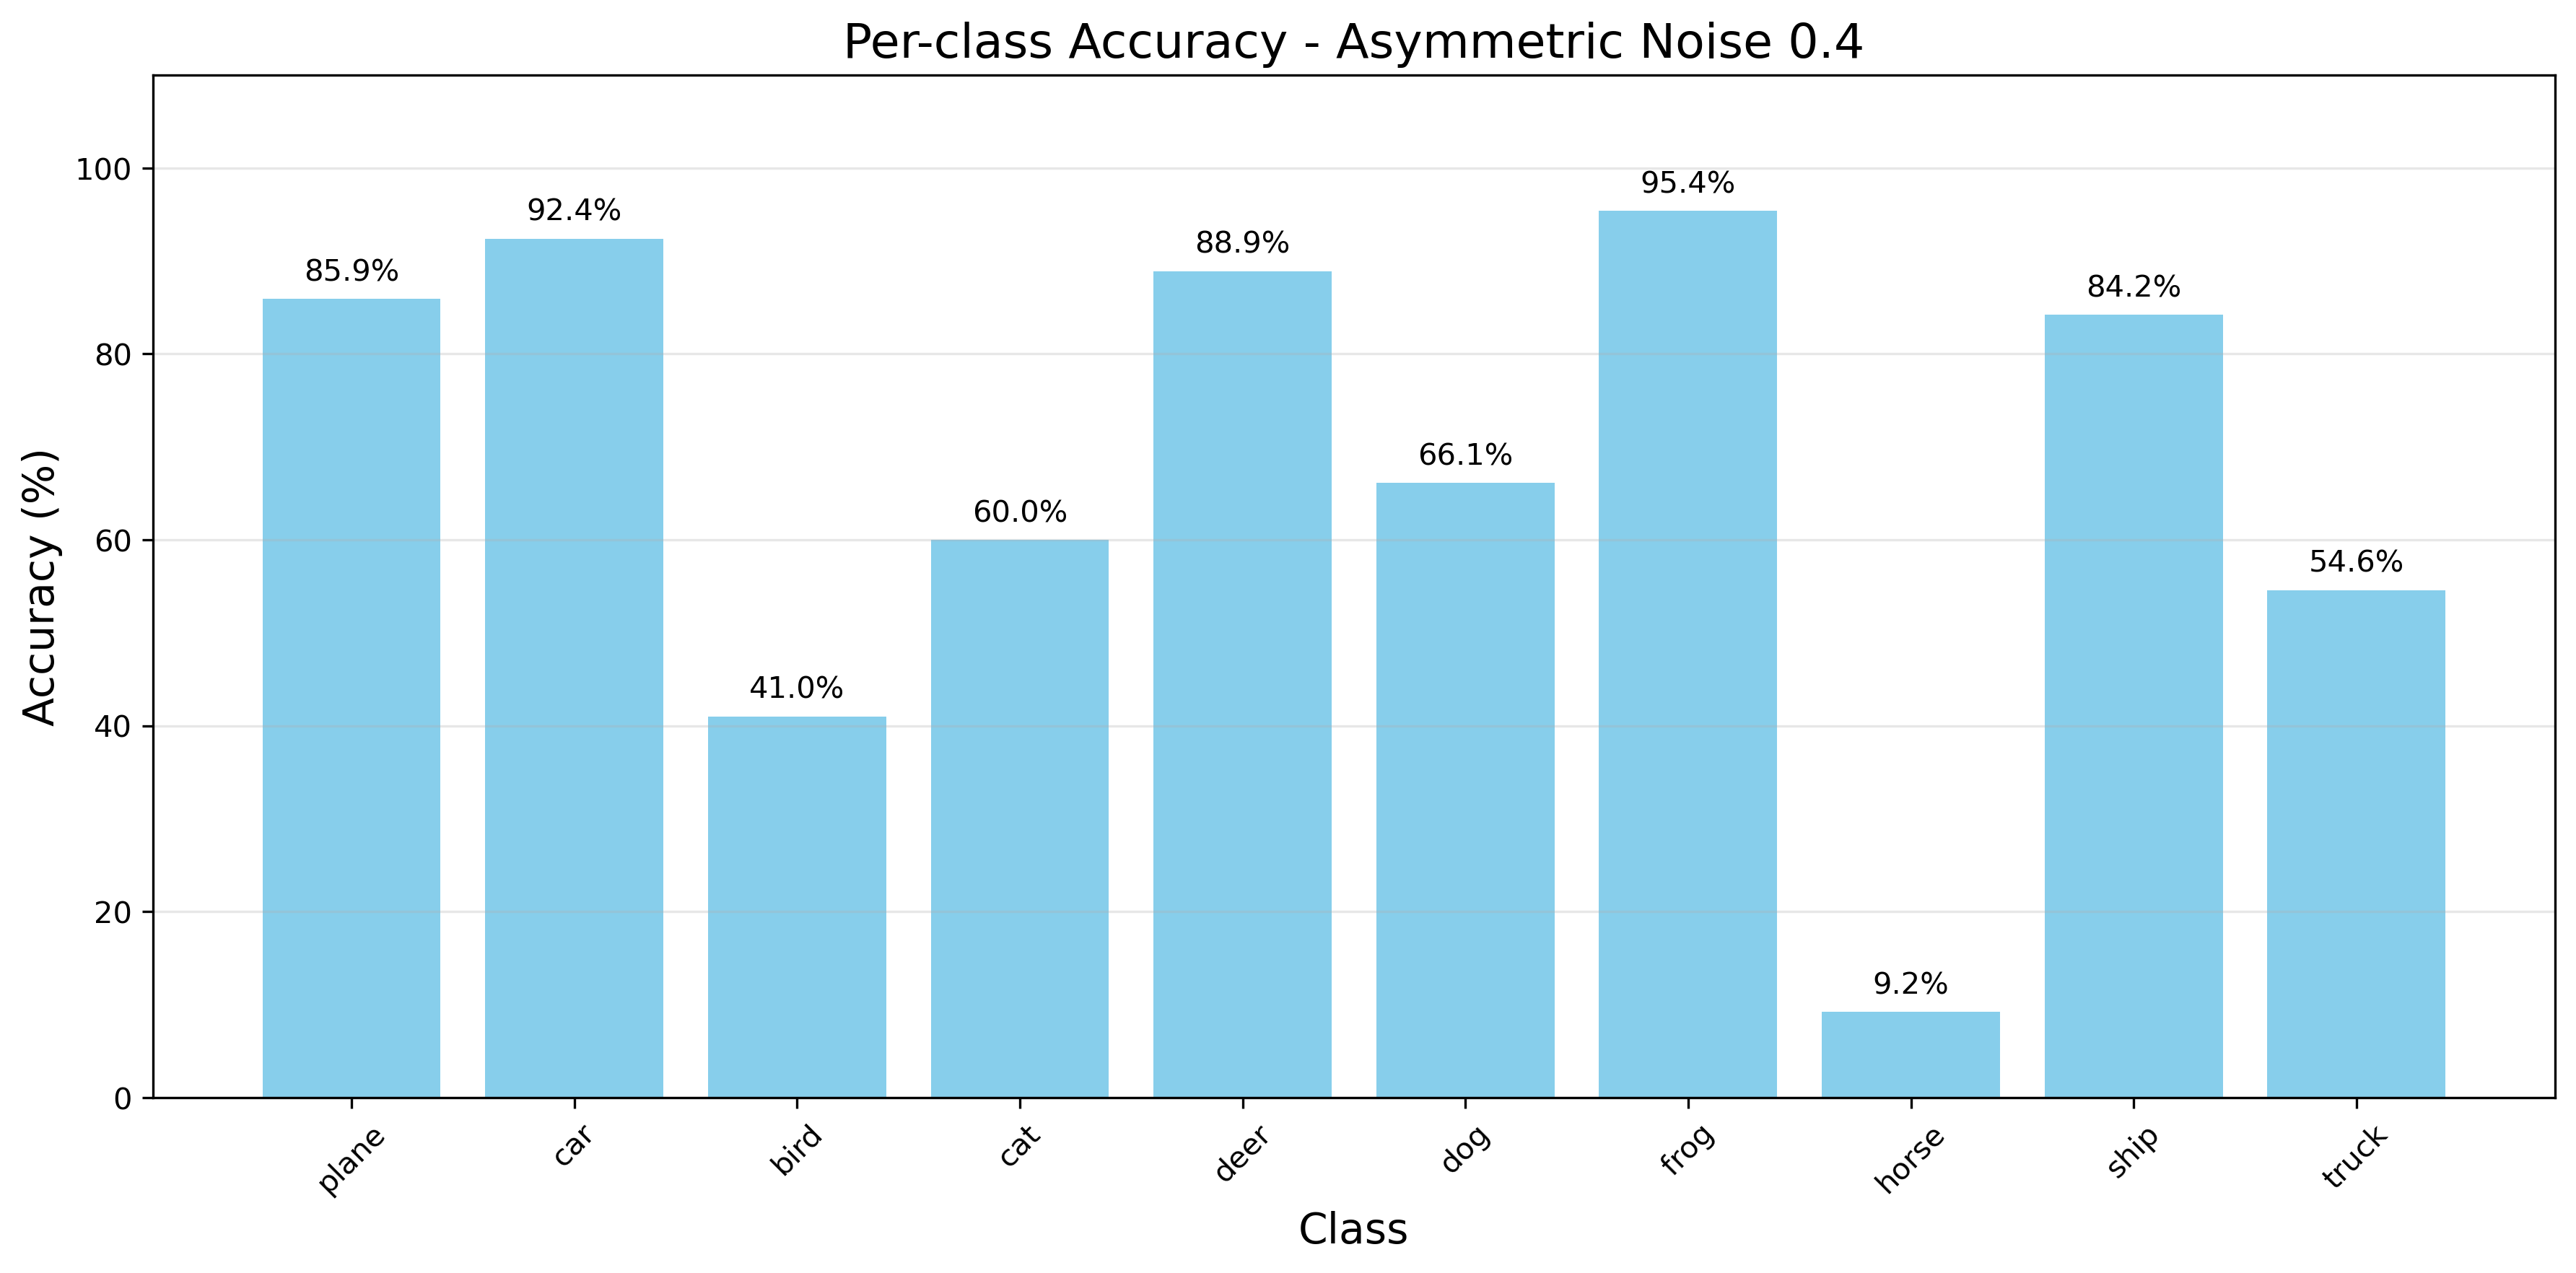 Per-class Accuracy - Asymmetric Noise 0.4
Accuracy (%)
100
80
60
40
20
0
85.9%
92.4%
41.0%
60.0%
88.9%
66.1%
95.4%
9.2%
84.2%
54.6%
plane
car
bird
cat
deer
dog
frog
horse
ship
truck
Class